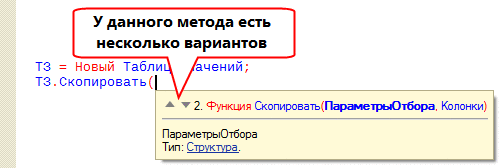 У данного метода есть
несколько вариантов
ТЗ = Новый Таблиц начений;
ТЗ.Скопировать(
2. Функция Скопировать(ПараметрыОтбора, Колонки)
ПараметрыОтбора
Тип: Структура.